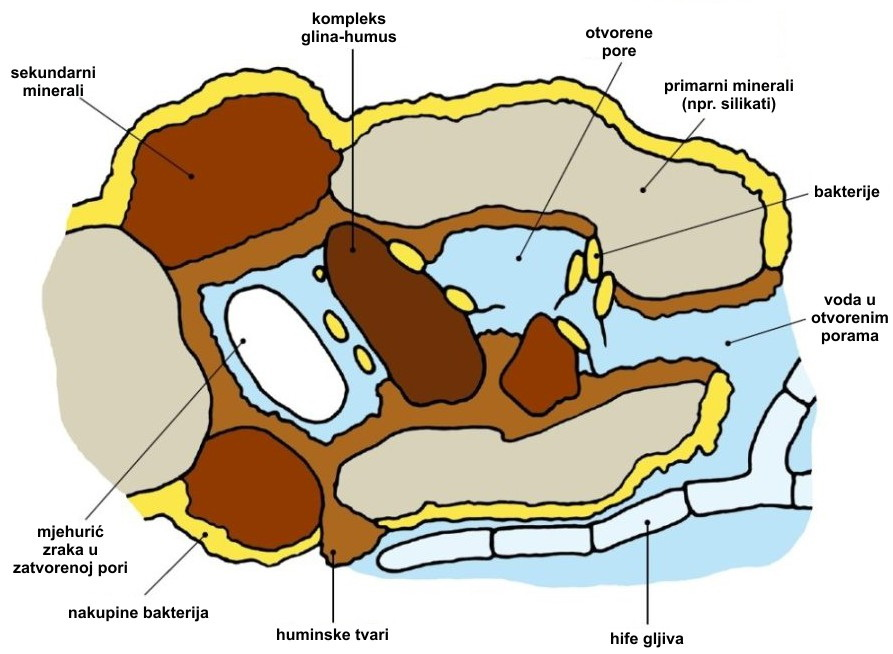 kompleks
glina-humus
otvorene
pore
sekundarni
minerali
primarni minerali
(npr. silikati)
bakterije
voda u
otvorenim
porama
mjehurić
zraka u
zatvorenoj pori
nakupine bakterija
huminske tvari
hife gljiva